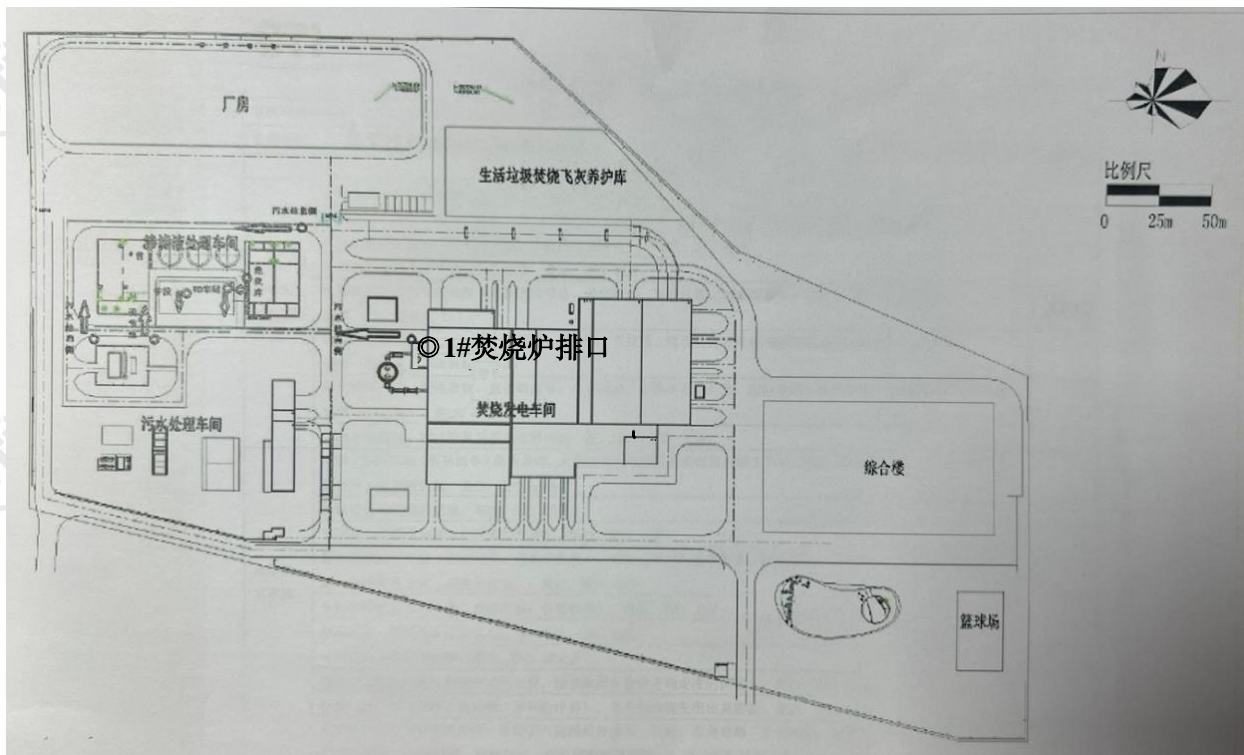 N
厂房
比例尺
0 25m 50m
生活垃圾焚烧飞灰养护库
渗滤液处理车间
◎1#焚烧炉排口
焚烧发电车间
污水处理车间
综合楼
篮球场